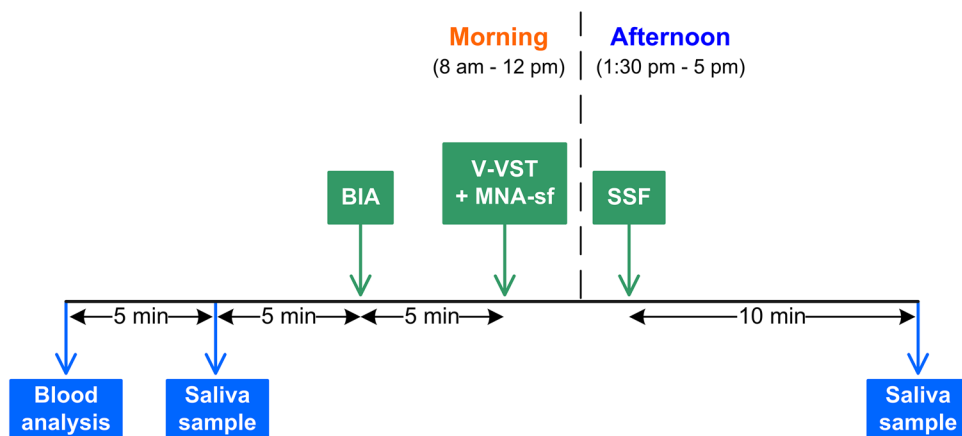 Morning
(8 am - 12 pm)
Afternoon
(1:30 pm - 5 pm)
BIA
V-VST
+ MNA-sf
SSF
5 min
5 min
5 min
10 min
Blood
analysis
Saliva
sample
Saliva
sample